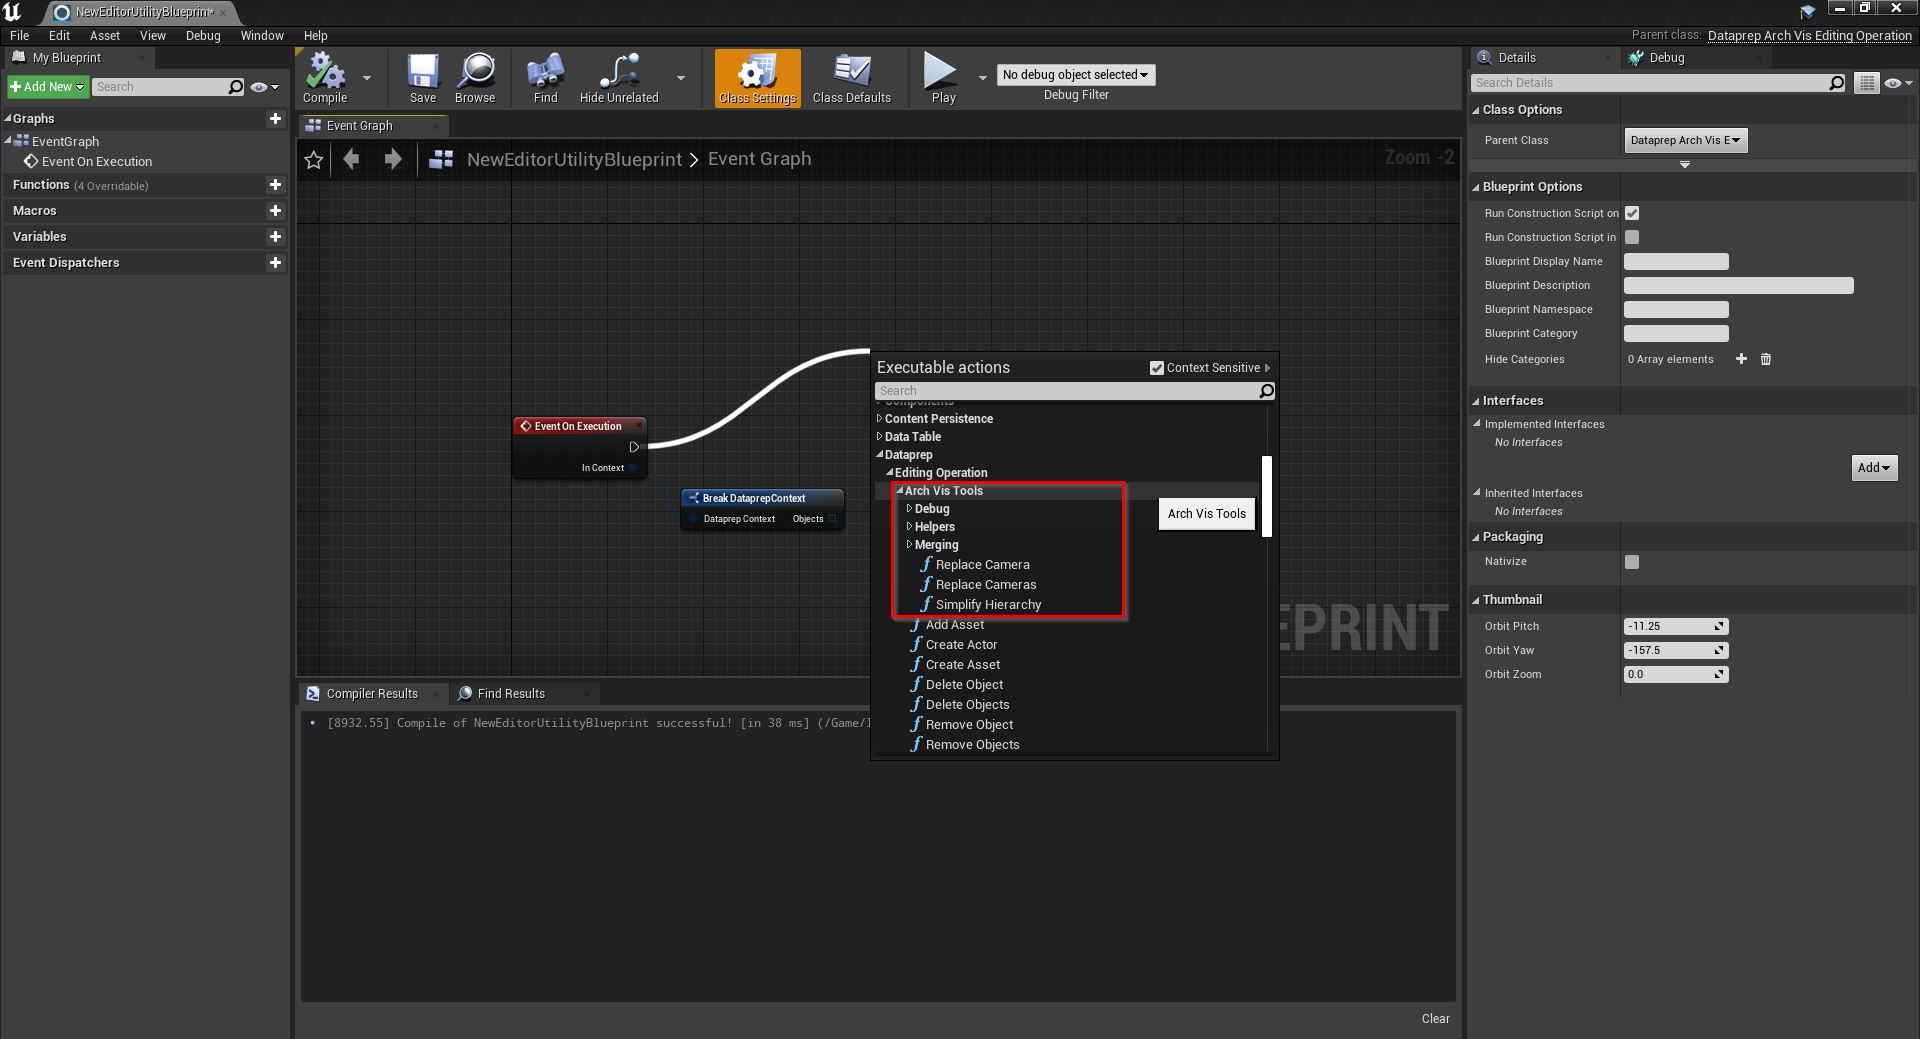 NewEditorUtilityBlueprint*
File Edit Asset View Debug Window Help
Parent class: Dataprep Arch Vis Editing Operation
My Blueprint
Add New
Search
Graphs
EventGraph
Event On Execution
Functions (4 Overridable)
Macros
Variables
Event Dispatchers
Compile
Save
Browse
Find
Hide Unrelated
Class Settings
Class Defaults
Play
No debug object selected
Debug Filter
Event Graph
NewEditorUtilityBlueprint > Event Graph
Zoom -2
Event On Execution
In Context
Break DataprepContext
Dataprep Context Objects
Executable actions
Context Sensitive
Search
Components
Content Persistence
Data Table
Dataprep
Editing Operation
Arch Vis Tools
Debug
Helpers
Merging
f Replace Camera
f Replace Cameras
f Simplify Hierarchy
f Add Asset
f Create Actor
f Create Asset
f Delete Object
f Delete Objects
f Remove Object
f Remove Objects
Arch Vis Tools
EPRINT
Compiler Results
Find Results
[8932.55] Compile of NewEditorUtilityBlueprint successful! [in 38 ms] (/Game/
Clear
Details
Debug
Search Details
Class Options
Parent Class
Dataprep Arch Vis E
Blueprint Options
Run Construction Script on
Run Construction Script in
Blueprint Display Name
Blueprint Description
Blueprint Namespace
Blueprint Category
Hide Categories 0 Array elements
Interfaces
Implemented Interfaces
No Interfaces
Add
Inherited Interfaces
No Interfaces
Packaging
Nativize
Thumbnail
Orbit Pitch -11.25
Orbit Yaw -157.5
Orbit Zoom 0.0